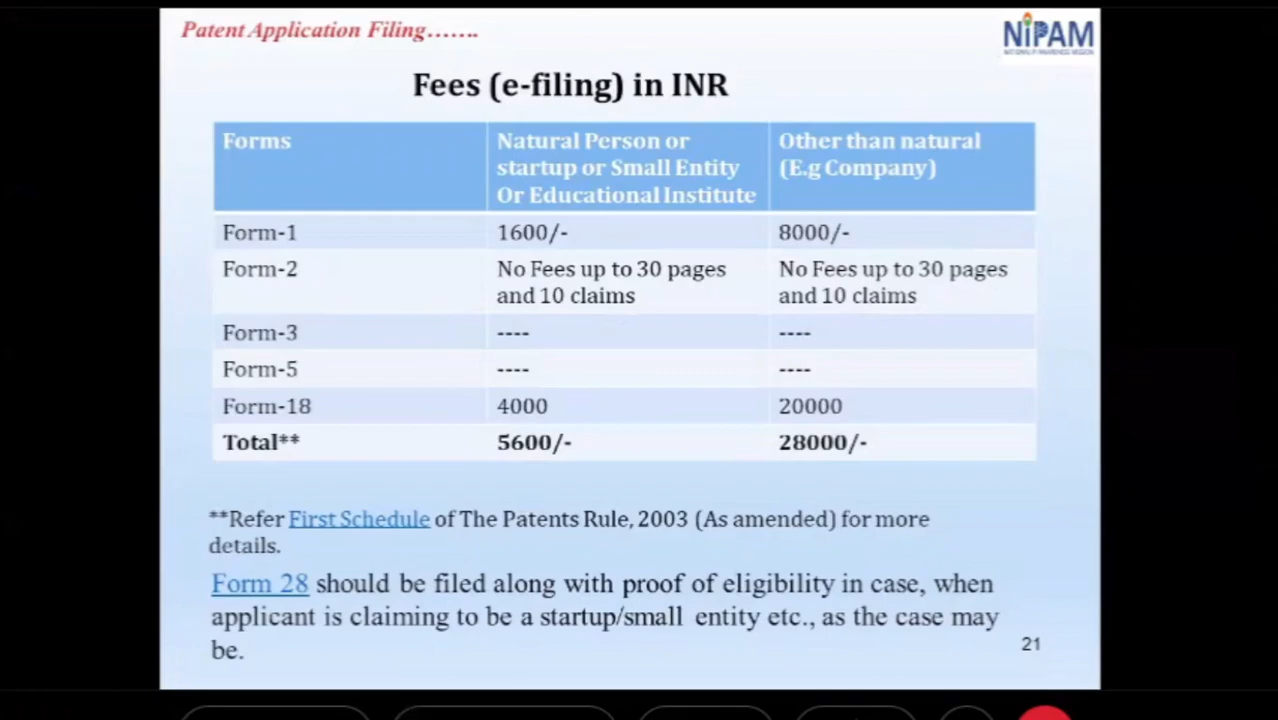 Patent Application Filing.......
NIPAM
Fees (e-filing) in INR
Forms
Natural Person or
startup or Small Entity
Or Educational Institute
Other than natural
(E.g Company)
Form-1 1600/- 8000/-
Form-2
No Fees up to 30 pages
and 10 claims
No Fees up to 30 pages
and 10 claims
Form-3 ---- ----
Form-5 ---- ----
Form-18 4000 20000
Total** 5600/- 28000/-
**Refer First Schedule of The Patents Rule, 2003 (As amended) for more
details.
Form 28 should be filed along with proof of eligibility in case, when
applicant is claiming to be a startup/small entity etc., as the case may
be.
21